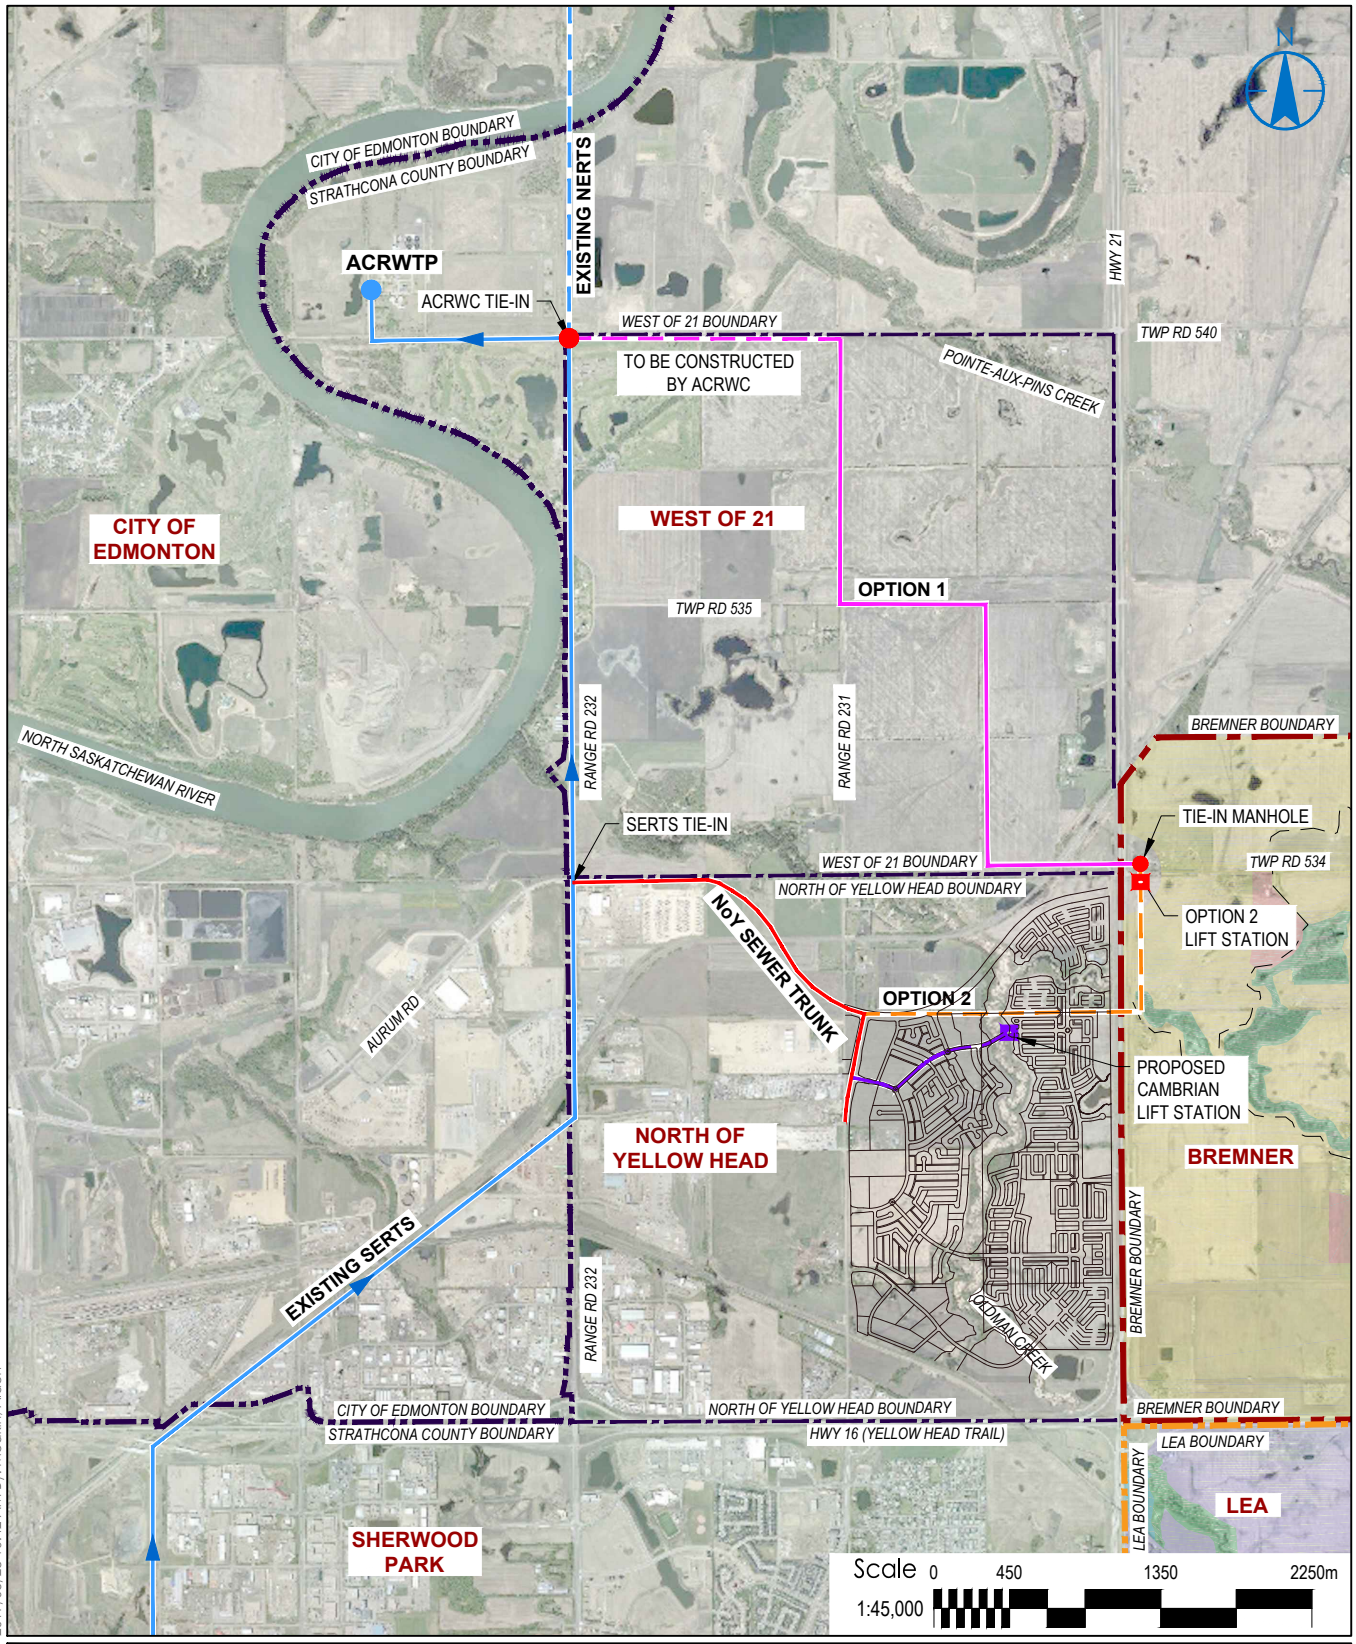 N
CITY OF EDMONTON BOUNDARY
STRATHCONA COUNTY BOUNDARY
EXISTING NERTS
HWY 21
ACRWTP
ACRWC TIE-IN
WEST OF 21 BOUNDARY
TWP RD 540
TO BE CONSTRUCTED
BY ACRWC
POINTE-AUX-PINS CREEK
CITY OF
EDMONTON
WEST OF 21
OPTION 1
TWP RD 535
RANGE RD 232
RANGE RD 231
NORTH SASKATCHEWAN RIVER
BREMNER BOUNDARY
SERTS TIE-IN
TIE-IN MANHOLE
WEST OF 21 BOUNDARY
TWP RD 534
NORTH OF YELLOW HEAD BOUNDARY
NoY SEWER TRUNK
OPTION 2
LIFT STATION
OPTION 2
AURUM RD
PROPOSED
CAMBRIAN
LIFT STATION
NORTH OF
YELLOW HEAD
BREMNER
EXISTING SERTS
BREMNER BOUNDARY
RANGE RD 232
OLDMAN CREEK
CITY OF EDMONTON BOUNDARY
STRATHCONA COUNTY BOUNDARY
NORTH OF YELLOW HEAD BOUNDARY
HWY 16 (YELLOW HEAD TRAIL)
BREMNER BOUNDARY
LEA BOUNDARY
LEA BOUNDARY
LEA
SHERWOOD
PARK
Scale 0 450 1350 2250m
1:45,000